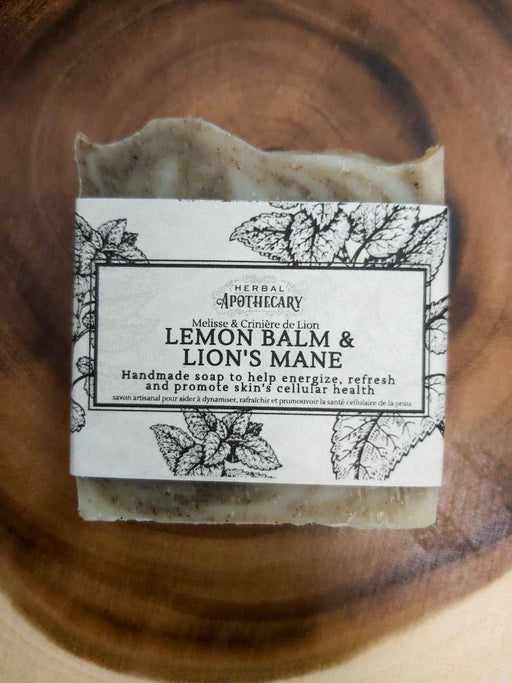 HERBAL
APOTHECARY
Melisse & Crinière de Lion
LEMON BALM &
LION'S MANE
Handmade soap to help energize, refresh
and promote skin's cellular health
savon artisanal pour aider à dynamiser, rafraîchir et promouvoir la santé cellulaire de la peau